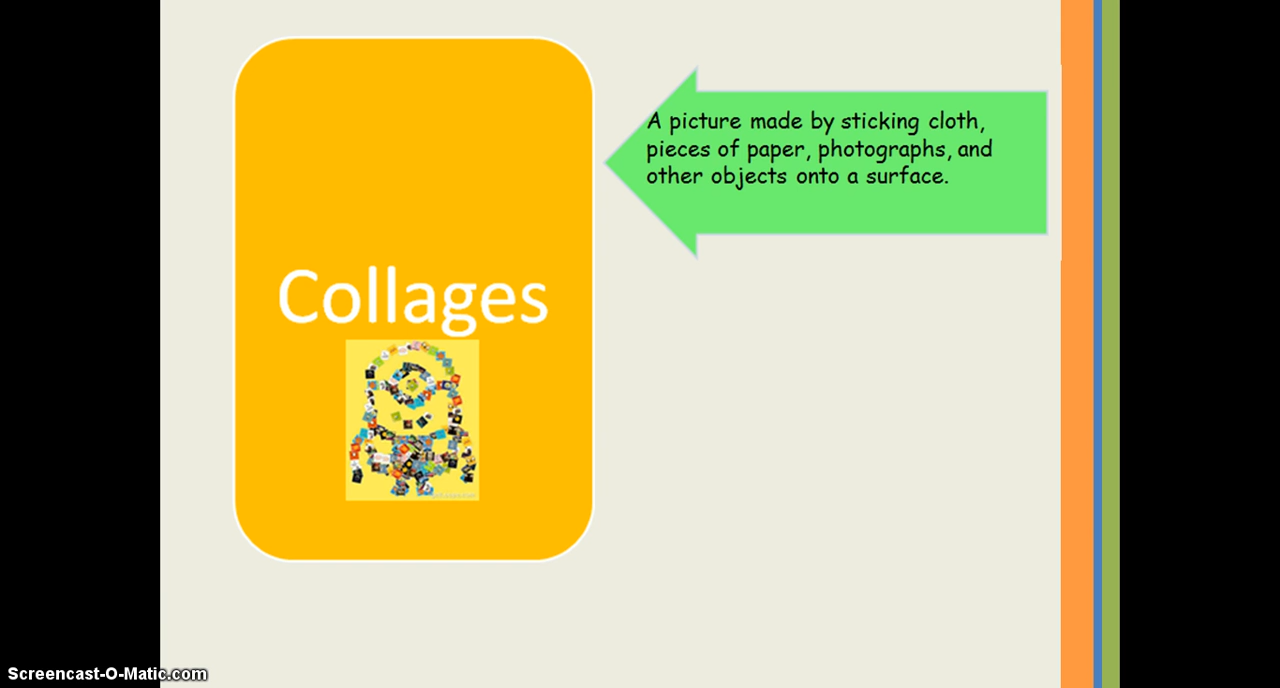 A picture made by sticking cloth,
pieces of paper, photographs, and
other objects onto a surface.
Collages
Screencast-O-Matic.com